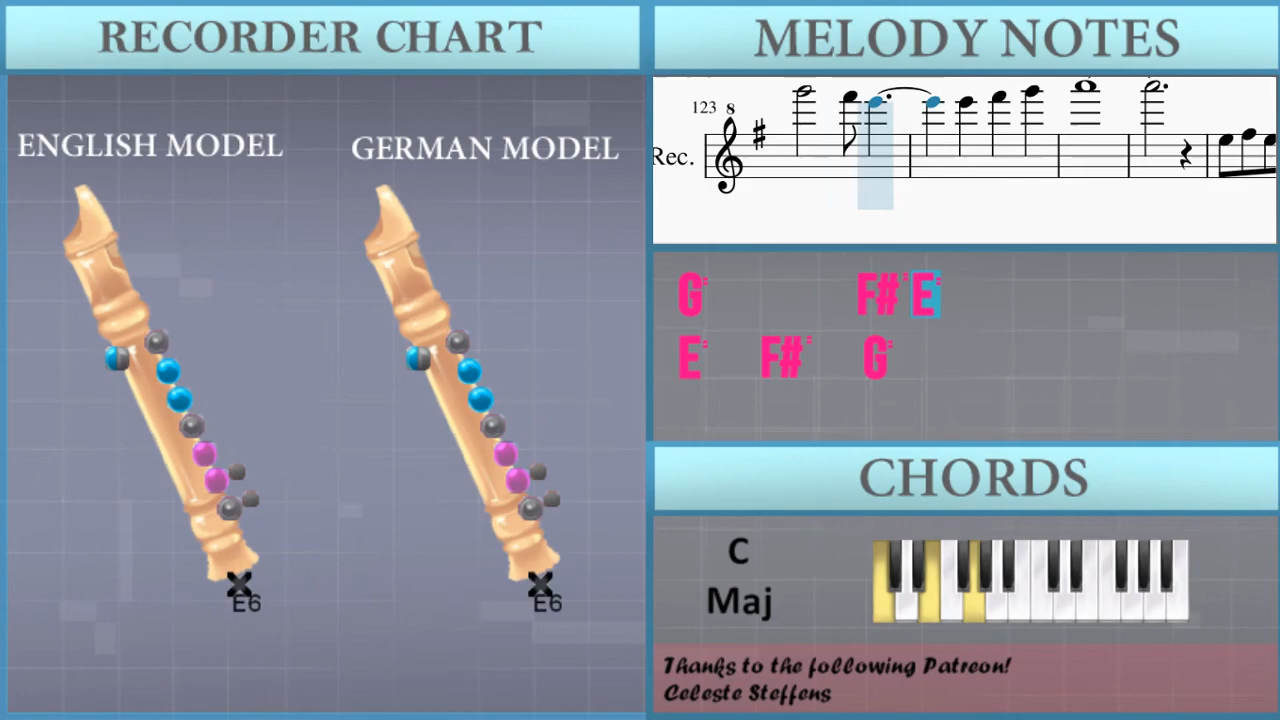 RECORDER CHART
MELODY NOTES
ENGLISH MODEL
GERMAN MODEL
123 8
Rec.
G F# E
E F# G
CHORDS
C
Maj
E6
E6
Thanks to the following Patreon!
Celeste Steffens